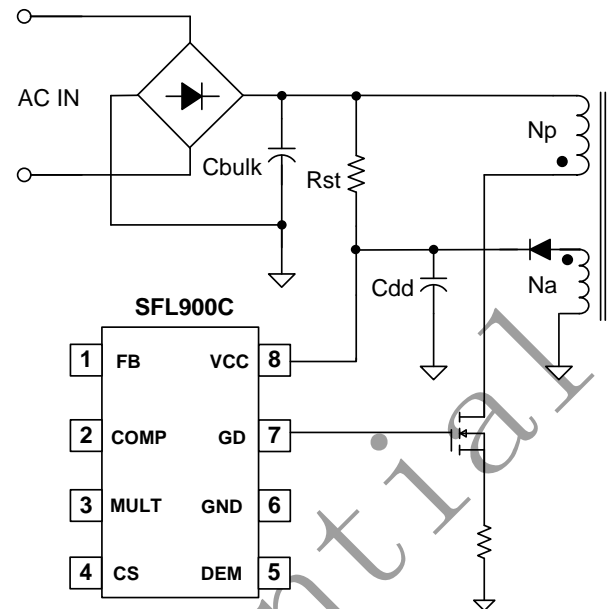 AC IN
Cbulk
Rst
Np
Cdd
Na
SFL900C
1 FB VCC 8
2 COMP GD 7
3 MULT GND 6
4 CS DEM 5
ntial